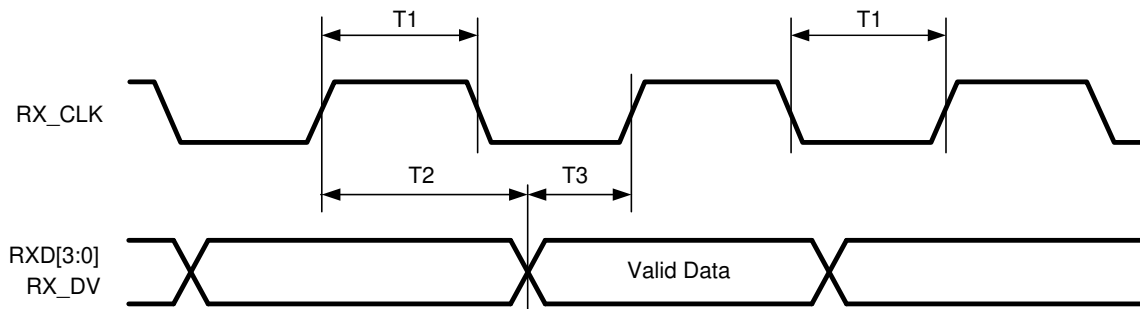 T1
T1
RX_CLK
T2
T3
RXD[3:0]
Valid Data
RX_DV